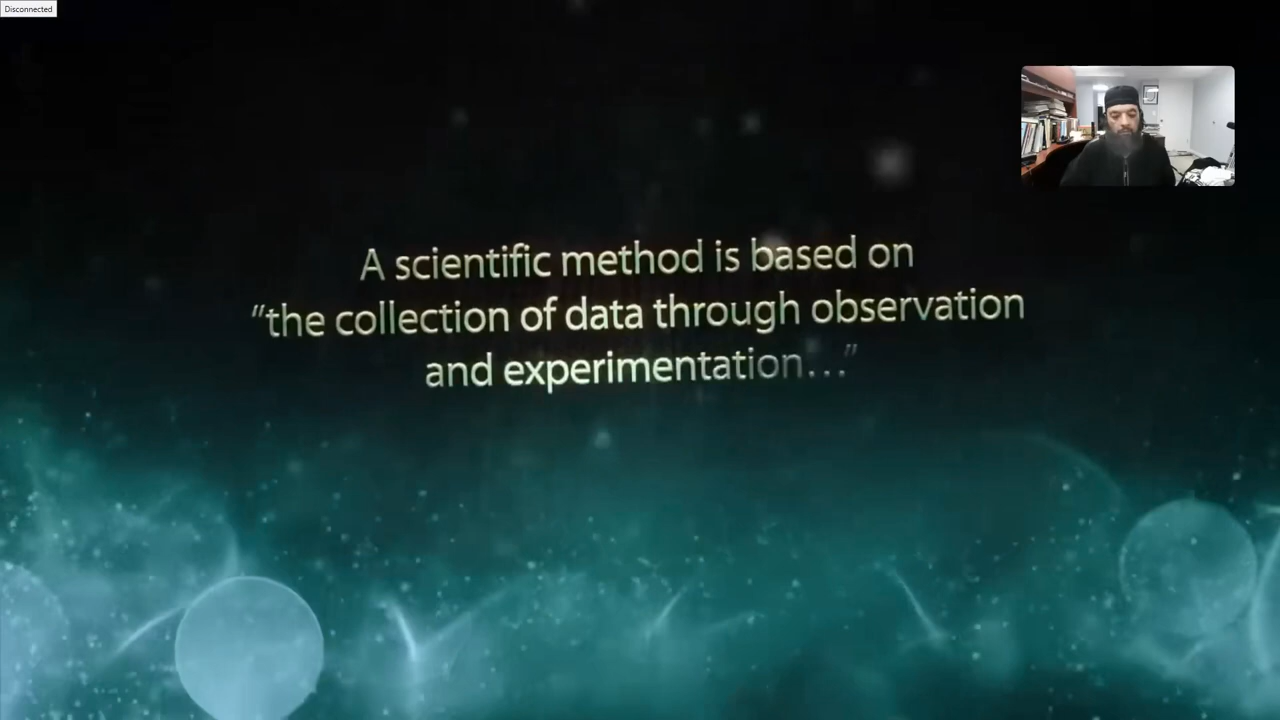 Disconnected
A scientific method is based on
"the collection of data through observation
and experimentation..."